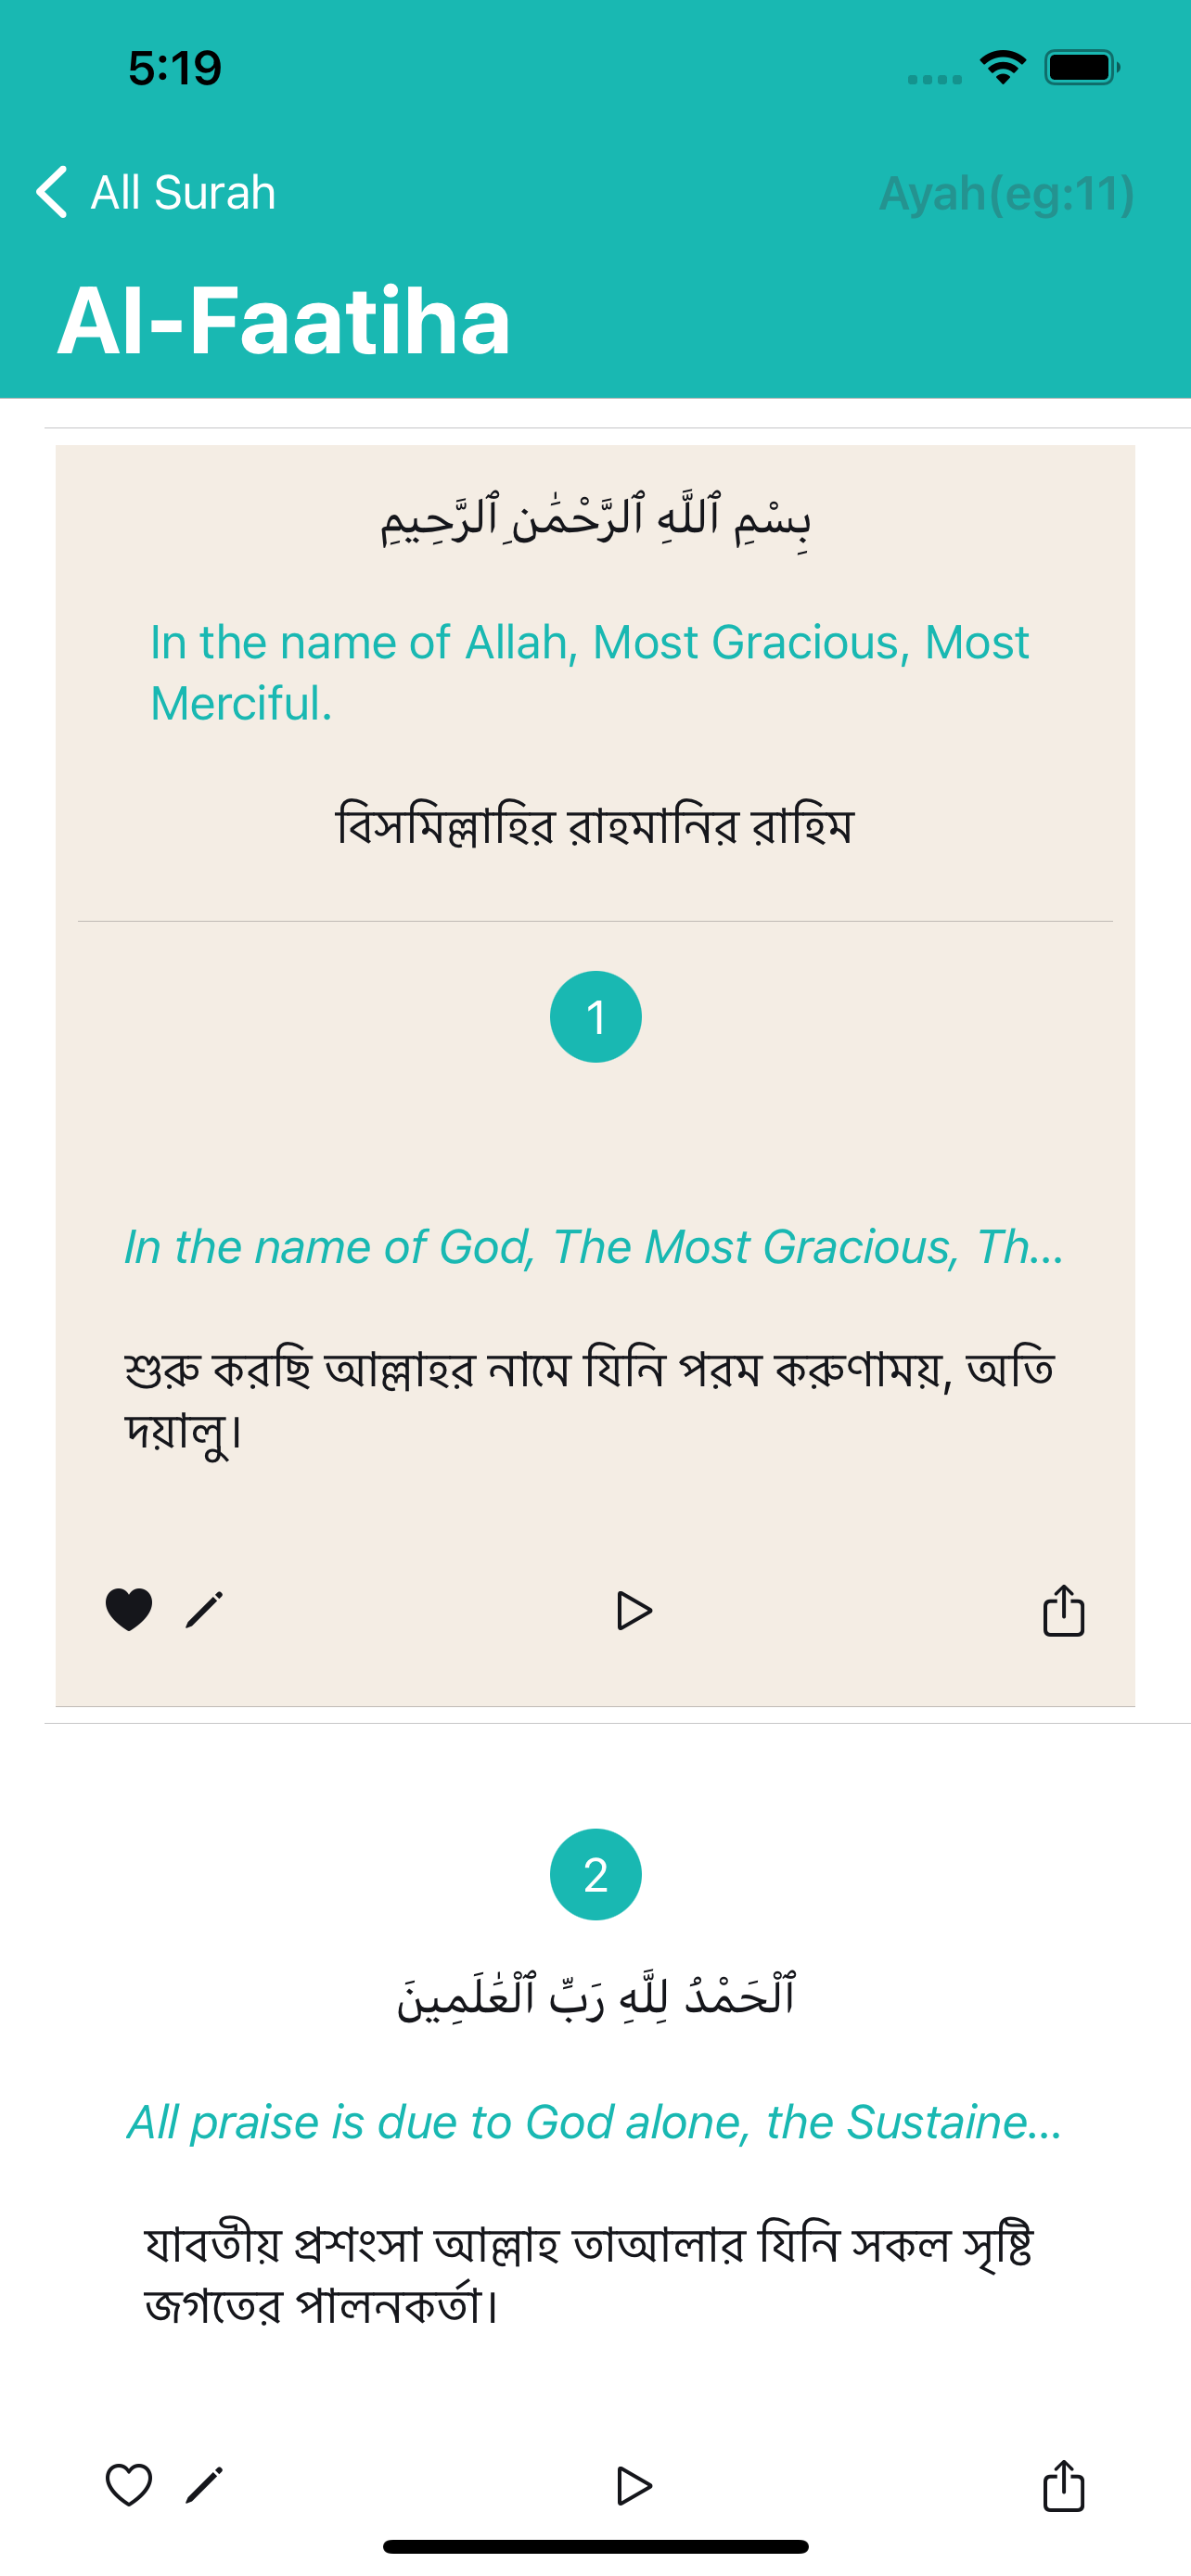 5:19
All Surah
Ayah(eg:11)
Al-Faatiha
بِسْمِ ٱللَّهِ ٱلرَّحْمَٰنِ ٱلرَّحِيمِ
In the name of Allah, Most Gracious, Most
Merciful.
বিসমিল্লাহির রাহমানির রাহিম
1
In the name of God, The Most Gracious, Th...
শুরু করছি আল্লাহর নামে যিনি পরম করুণাময়, অতি
দয়ালু।
2
ٱلْحَمْدُ لِلَّهِ رَبِّ ٱلْعَٰلَمِينَ
All praise is due to God alone, the Sustaine...
যাবতীয় প্রশংসা আল্লাহ তাআলার যিনি সকল সৃষ্টি
জগতের পালনকর্তা।